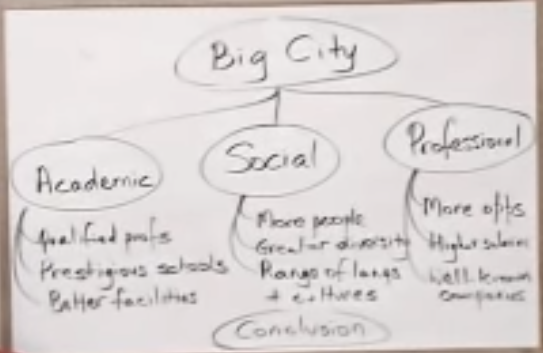 Big City
Academic
Qualified profs
Prestigious schools
Better facilities
Social
More people
Greater diversity
Range of langs
+ cultures
Professional
More opps
Higher salaries
Well-known
companies
Conclusion